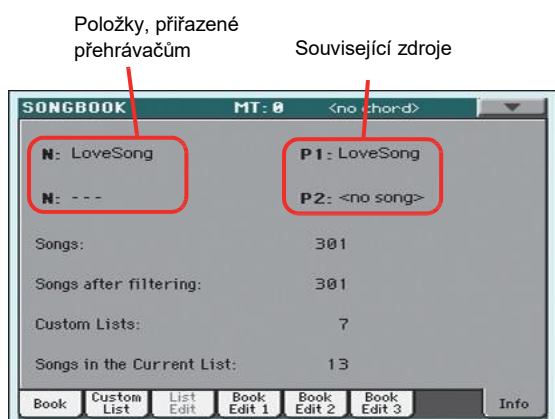 Položky, přiřazené
přehrávačům
Související zdroje
SONGBOOK MT: 0 <no chord>
N: LoveSong P1: LoveSong
N: --- P2: <no song>
Songs: 301
Songs after filtering: 301
Custom Lists: 7
Songs in the Current List: 13
Book Custom List List Edit Book Edit 1 Book Edit 2 Book Edit 3 Info